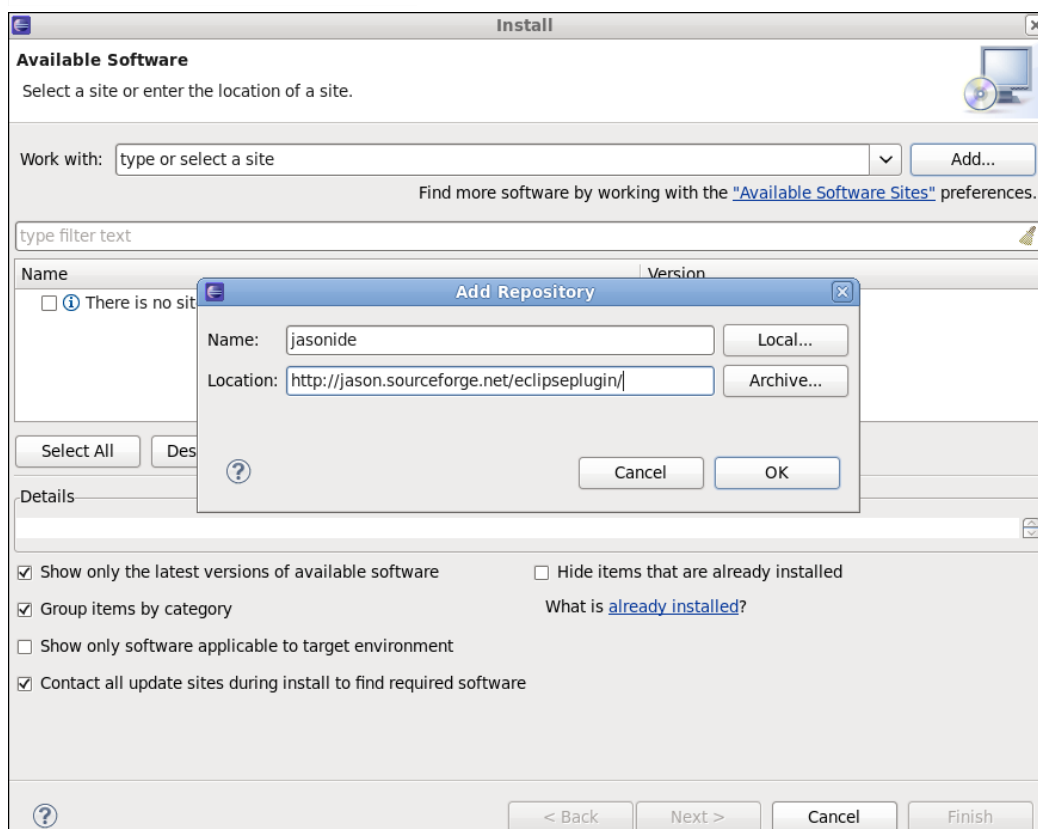 Install
Available Software
Select a site or enter the location of a site.
Work with: type or select a site Add...
Find more software by working with the "Available Software Sites" preferences.
type filter text
Name Version
There is no sit
Add Repository
Name: jasonide Local...
Location: http://jason.sourceforge.net/eclipseplugin/ Archive...
Select All Des
Cancel OK
Details
Show only the latest versions of available software Hide items that are already installed
Group items by category What is already installed?
Show only software applicable to target environment
Contact all update sites during install to find required software
< Back Next > Cancel Finish